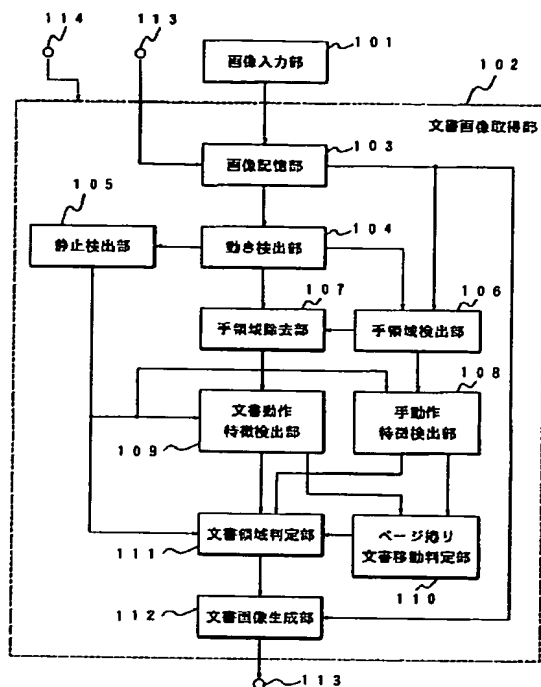 114
113
101
画像入力部
102
文書画像取得部
103
画像記憶部
105
静止検出部
104
動き検出部
107
手領域除去部
106
手領域検出部
108
文書動作
特徴検出部
109
手動作
特徴検出部
文書領域判定部
111
ページ捲り
文書移動判定部
110
112
文書画像生成部
113